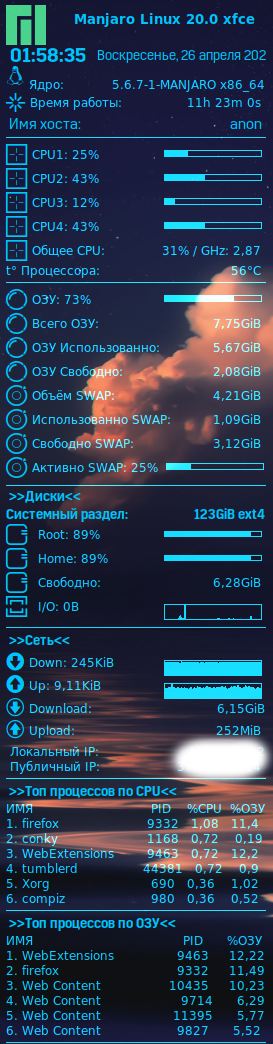 Manjaro Linux 20.0 xfce
01:58:35 Воскресенье, 26 апреля 202
Ядро: 5.6.7-1-MANJARO x86_64
Время работы: 11h 23m 0s
Имя хоста: anon
CPU1: 25%
CPU2: 43%
CPU3: 12%
CPU4: 43%
Общее CPU: 31% / GHz: 2,87
t° Процессора: 56°C
ОЗУ: 73%
Всего ОЗУ: 7,75GiB
ОЗУ Использованно: 5,67GiB
ОЗУ Свободно: 2,08GiB
Объём SWAP: 4,21GiB
Использованно SWAP: 1,09GiB
Свободно SWAP: 3,12GiB
Активно SWAP: 25%
>>Диски<<
Системный раздел: 123GiB ext4
Root: 89%
Home: 89%
Свободно: 6,28GiB
I/O: 0B
>>Сеть<<
Down: 245KiB
Up: 9,11KiB
Download: 6,15GiB
Upload: 252MiB
Локальный IP:
Публичный IP:
>>Топ процессов по CPU<<
ИМЯ PID %CPU %ОЗУ
1. firefox 9332 1,08 11,4
2. conky 1168 0,72 0,19
3. WebExtensions 9463 0,72 12,2
4. tumblerd 44381 0,72 0,9
5. Xorg 690 0,36 1,02
6. compiz 980 0,36 0,52
>>Топ процессов по ОЗУ<<
ИМЯ PID %ОЗУ
1. WebExtensions 9463 12,22
2. firefox 9332 11,49
3. Web Content 10435 10,23
4. Web Content 9714 6,29
5. Web Content 11395 5,77
6. Web Content 9827 5,52